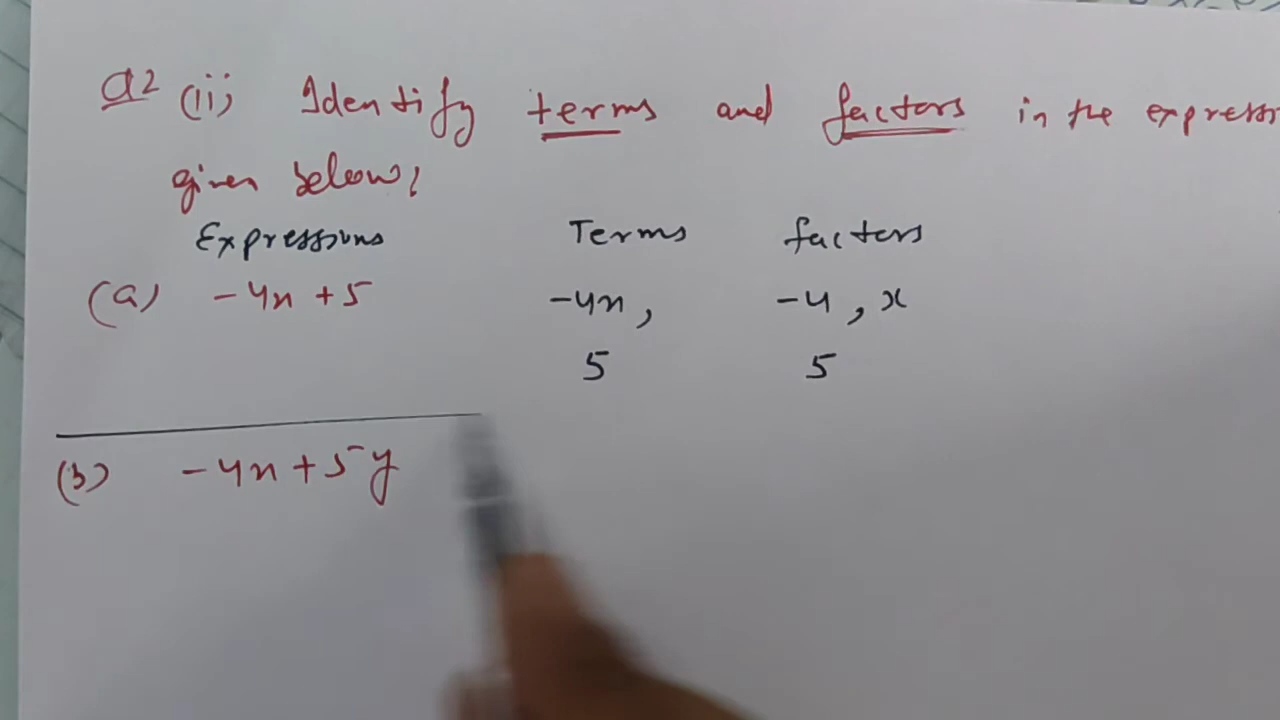 Q2 (ii) Identify terms and factors in the express
given below:
Expressions Terms factors
(a) -4x + 5 -4x, -4, x
5 5
(b) -4x + 5y